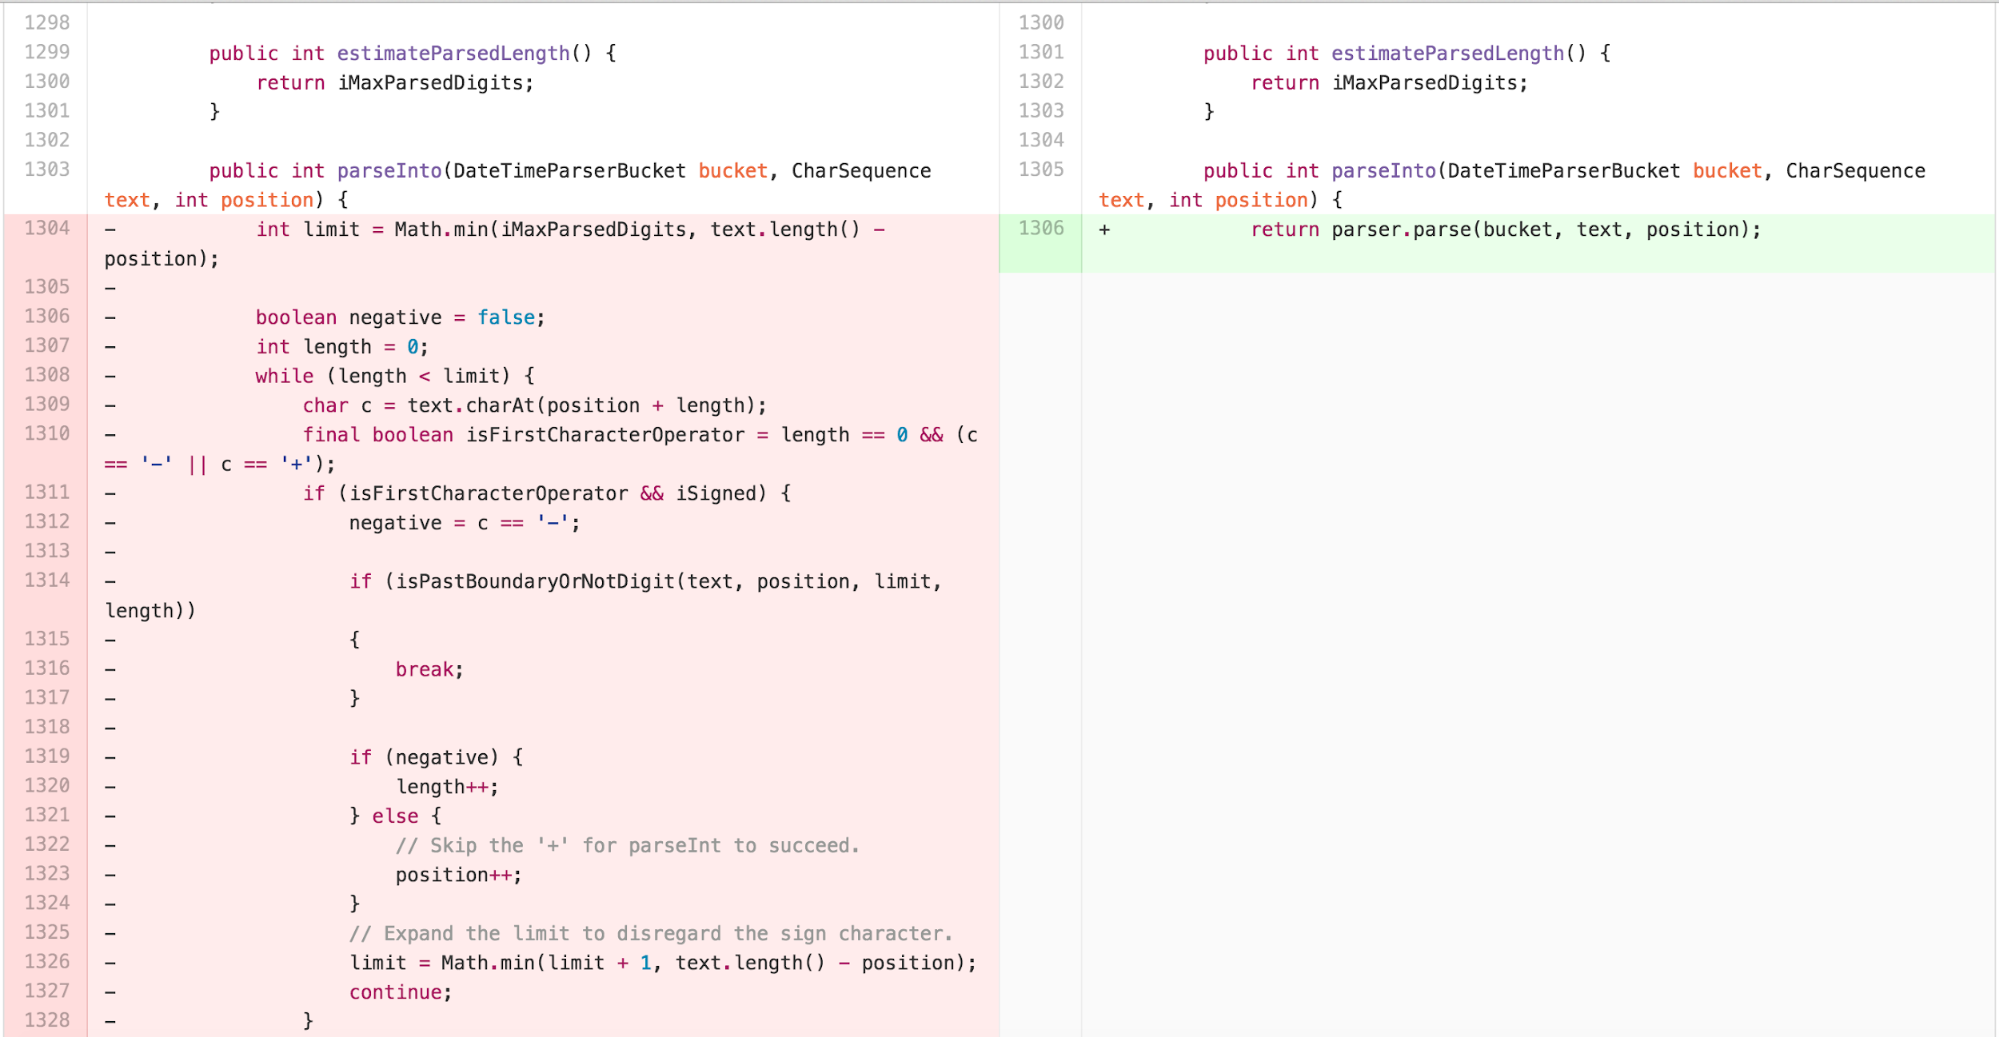 1298
1299         public int estimateParsedLength() {
1300             return iMaxParsedDigits;
1301         }
1302
1303         public int parseInto(DateTimeParserBucket bucket, CharSequence
text, int position) {
1304 -            int limit = Math.min(iMaxParsedDigits, text.length() -
position);
1305 -
1306 -            boolean negative = false;
1307 -            int length = 0;
1308 -            while (length < limit) {
1309 -                char c = text.charAt(position + length);
1310 -                final boolean isFirstCharacterOperator = length == 0 && (c
== '-' || c == '+');
1311 -                if (isFirstCharacterOperator && iSigned) {
1312 -                    negative = c == '-';
1313 -
1314 -                    if (isPastBoundaryOrNotDigit(text, position, limit,
length))
1315 -                    {
1316 -                        break;
1317 -                    }
1318 -
1319 -                    if (negative) {
1320 -                        length++;
1321 -                    } else {
1322 -                        // Skip the '+' for parseInt to succeed.
1323 -                        position++;
1324 -                    }
1325 -                    // Expand the limit to disregard the sign character.
1326 -                    limit = Math.min(limit + 1, text.length() - position);
1327 -                    continue;
1328 -                }
1300
1301         public int estimateParsedLength() {
1302             return iMaxParsedDigits;
1303         }
1304
1305         public int parseInto(DateTimeParserBucket bucket, CharSequence
text, int position) {
1306 +            return parser.parse(bucket, text, position);